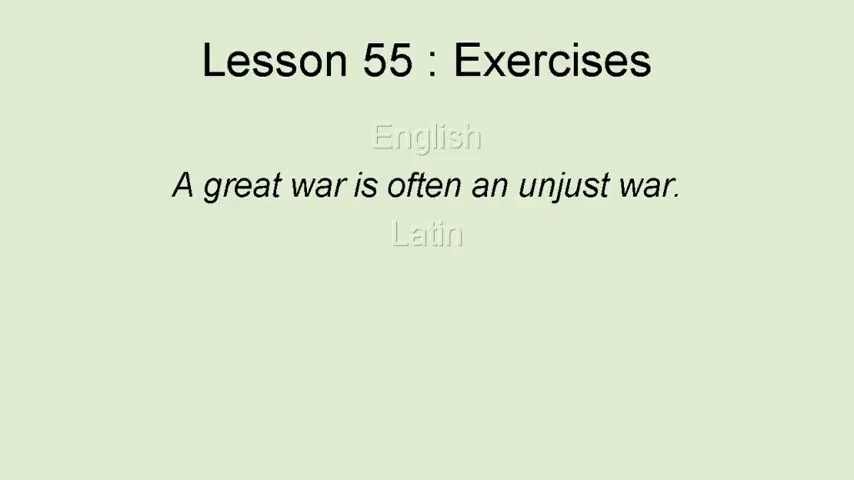 Lesson 55 : Exercises
English
A great war is often an unjust war.
Latin